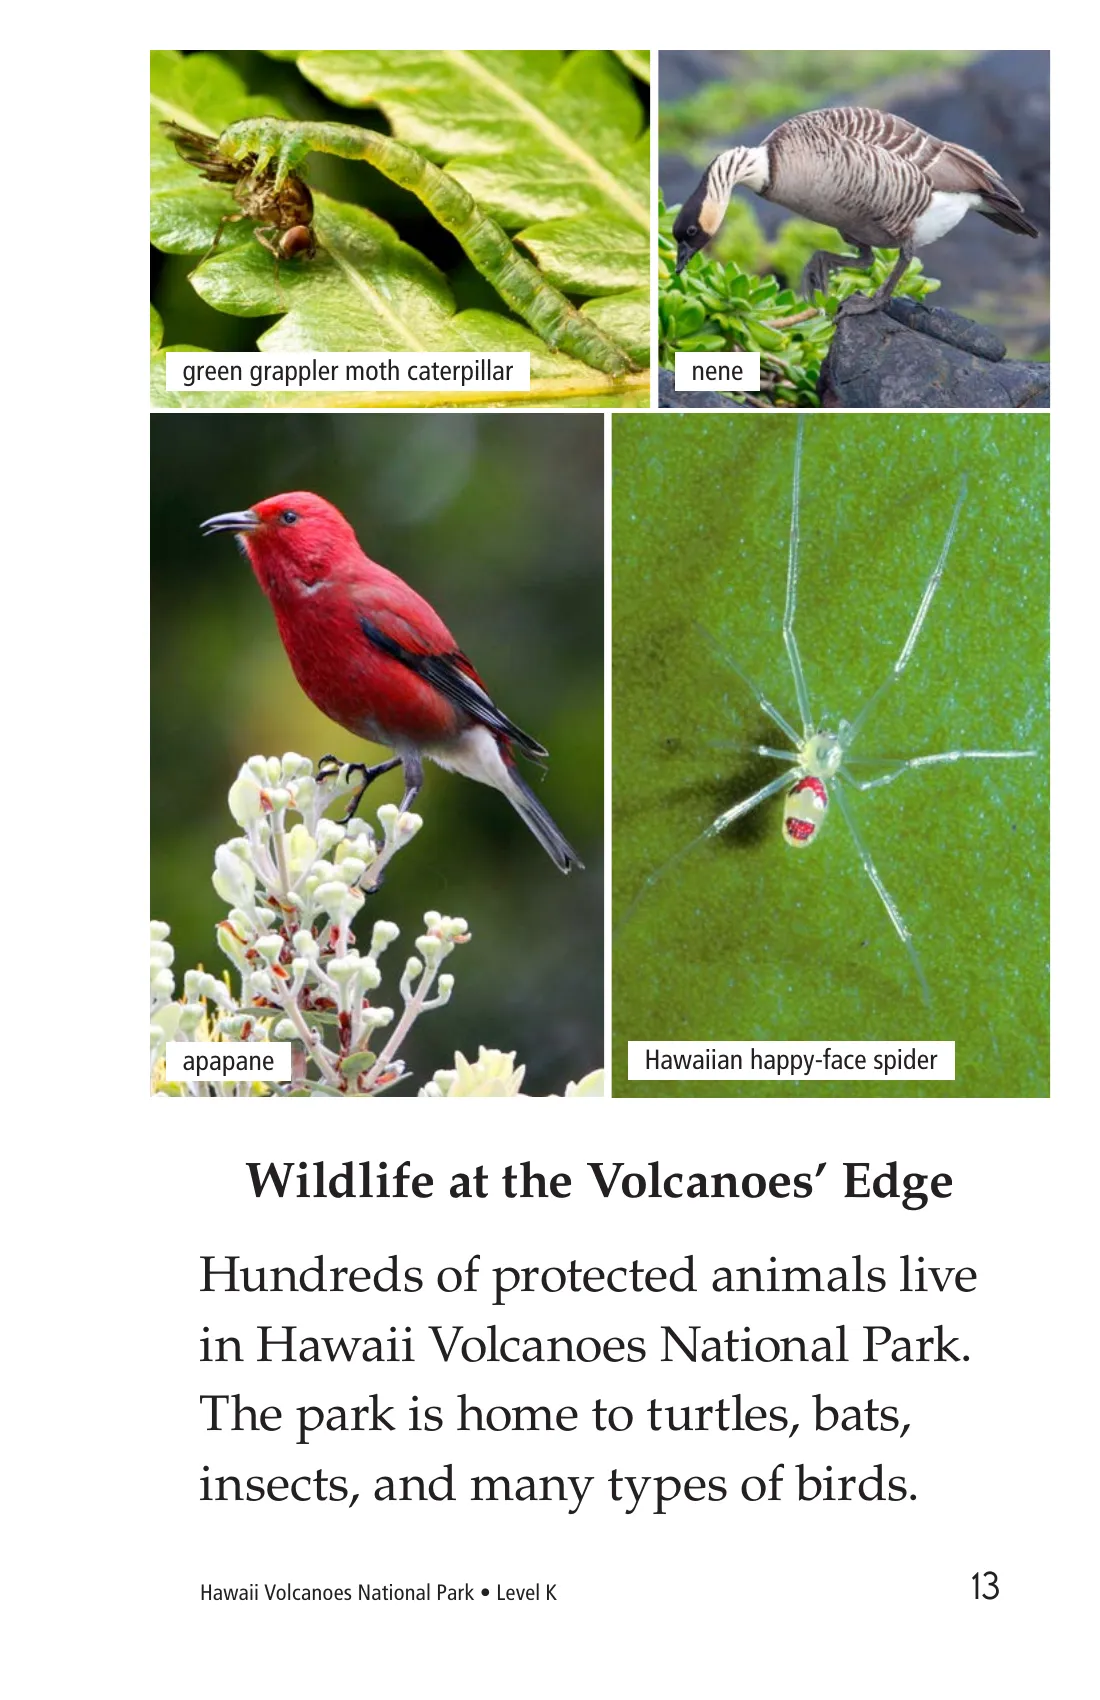 green grappler moth caterpillar
nene
apapane
Hawaiian happy-face spider
Wildlife at the Volcanoes’ Edge
Hundreds of protected animals live
in Hawaii Volcanoes National Park.
The park is home to turtles, bats,
insects, and many types of birds.
Hawaii Volcanoes National Park • Level K
13